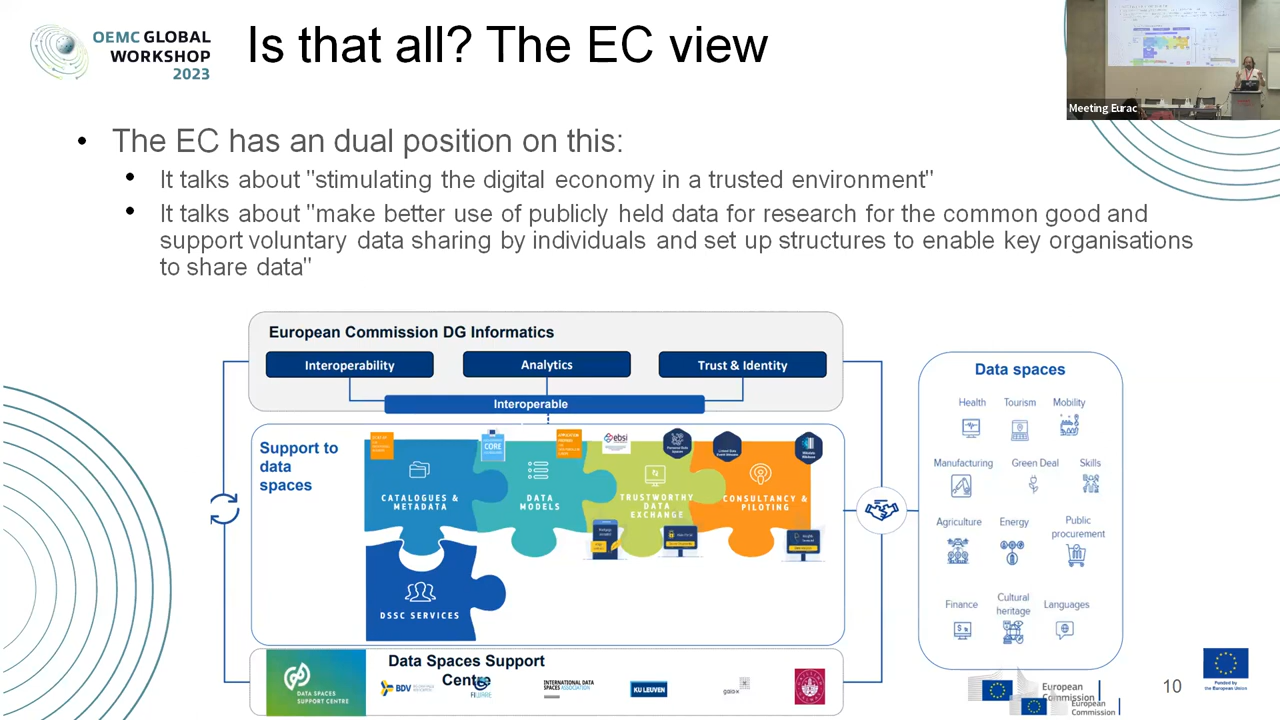 OEMC GLOBAL
WORKSHOP
2023
Is that all? The EC view
Meeting Eurac
• The EC has an dual position on this:
• It talks about "stimulating the digital economy in a trusted environment"
• It talks about "make better use of publicly held data for research for the common good and
support voluntary data sharing by individuals and set up structures to enable key organisations
to share data"
European Commission DG Informatics
Interoperability
Analytics
Trust & Identity
Interoperable
Support to
data
spaces
CORE
ebsi
CATALOGUES &
METADATA
DATA
MODELS
TRUSTWORTHY
DATA
EXCHANGE
CONSULTANCY &
PILOTING
DSSC SERVICES
Data Spaces Support
Centre
DATA SPACES
SUPPORT
CENTRE
BDV
FIWARE
INTERNATIONAL DATA
SPACES ASSOCIATION
KU LEUVEN
gaia-x
Data spaces
Health
Tourism
Mobility
Manufacturing
Green Deal
Skills
Agriculture
Energy
Public
procurement
Finance
Cultural
heritage
Languages
European
Commission
European
Commission
10
Funded by
the European Union